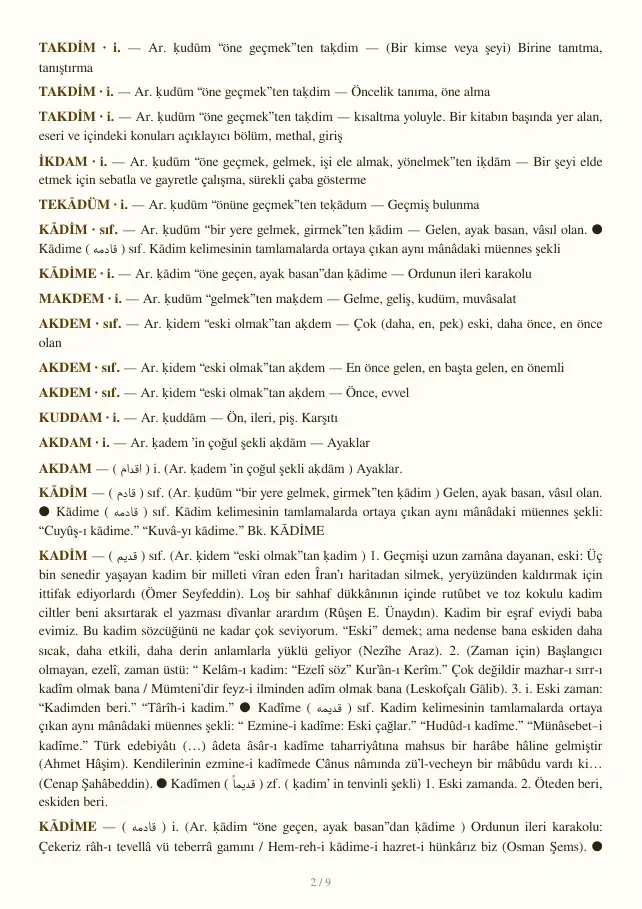 TAKDİM · i. — Ar. ḳudūm “öne geçmek”ten taḳdim — (Bir kimse veya şeyi) Birine tanıtma,
tanıştırma
TAKDİM · i. — Ar. ḳudūm “öne geçmek”ten taḳdim — Öncelik tanıma, öne alma
TAKDİM · i. — Ar. ḳudūm “öne geçmek”ten taḳdim — kısaltma yoluyle. Bir kitabın başında yer alan,
eseri ve içindeki konuları açıklayıcı bölüm, methal, giriş
İKDAM · i. — Ar. ḳudūm “öne geçmek, gelmek, işi ele almak, yönelmek”ten iḳdām — Bir şeyi elde
etmek için sebatla ve gayretle çalışma, sürekli çaba gösterme
TEKĀDÜM · i. — Ar. ḳudūm “önüne geçmek”ten teḳādum — Geçmiş bulunma
KĀDİM · sıf. — Ar. ḳudūm “bir yere gelmek, girmek”ten ḳādim — Gelen, ayak basan, vâsıl olan. ●
Kādime ( قادمه ) sıf. Kādim kelimesinin tamlamalarda ortaya çıkan aynı mânâdaki müennes şekli
KĀDİME · i. — Ar. ḳādim “öne geçen, ayak basan”dan ḳādime — Ordunun ileri karakolu
MAKDEM · i. — Ar. ḳudūm “gelmek”ten maḳdem — Gelme, geliş, kudüm, muvâsalat
AKDEM · sıf. — Ar. ḳidem “eski olmak”tan aḳdem — Çok (daha, en, pek) eski, daha önce, en önce
olan
AKDEM · sıf. — Ar. ḳidem “eski olmak”tan aḳdem — En önce gelen, en başta gelen, en önemli
AKDEM · sıf. — Ar. ḳidem “eski olmak”tan aḳdem — Önce, evvel
KUDDAM · i. — Ar. ḳuddām — Ön, ileri, piş. Karşıtı
AKDAM · i. — Ar. ḳadem ’in çoğul şekli aḳdām — Ayaklar
AKDAM — ( اقدام ) i. (Ar. ḳadem ’in çoğul şekli aḳdām ) Ayaklar.
KĀDİM — ( قادم ) sıf. (Ar. ḳudūm “bir yere gelmek, girmek”ten ḳādim ) Gelen, ayak basan, vâsıl olan.
● Kādime ( قادمه ) sıf. Kādim kelimesinin tamlamalarda ortaya çıkan aynı mânâdaki müennes şekli:
“Cuyûş-ı kādime.” “Kuvâ-yı kādime.” Bk. KĀDİME
KADİM — ( قديم ) sıf. (Ar. ḳidem “eski olmak”tan ḳadim ) 1. Geçmişi uzun zamâna dayanan, eski: Üç
bin senedir yaşayan kadim bir milleti vîran eden Îran’ı haritadan silmek, yeryüzünden kaldırmak için
ittifak ediyorlardı (Ömer Seyfeddin). Loş bir sahhaf dükkânının içinde rutûbet ve toz kokulu kadim
ciltler beni aksırtarak el yazması dîvanlar arardım (Rûşen E. Ünaydın). Kadim bir eşraf eviydi baba
evimiz. Bu kadim sözcüğünü ne kadar çok seviyorum. “Eski” demek; ama nedense bana eskiden daha
sıcak, daha etkili, daha derin anlamlarla yüklü geliyor (Nezîhe Araz). 2. (Zaman için) Başlangıcı
olmayan, ezelî, zaman üstü: “ Kelâm-ı kadim: “Ezelî söz” Kur’ân-ı Kerîm.” Çok değildir mazhar-ı sırr-ı
kadîm olmak bana / Mümteni’dir feyz-i ilminden adîm olmak bana (Leskofçalı Gālib). 3. i. Eski zaman:
“Kadimden beri.” “Târîh-i kadim.” ● Kadîme ( قديمه ) sıf. Kadim kelimesinin tamlamalarda ortaya
çıkan aynı mânâdaki müennes şekli: “ Ezmine-i kadîme: Eski çağlar.” “Hudûd-ı kadîme.” “Münâsebet–i
kadîme.” Türk edebiyâtı (…) âdeta âsâr-ı kadîme taharriyâtına mahsus bir harâbe hâline gelmiştir
(Ahmet Hâşim). Kendilerinin ezmine-i kadîmede Cânus nâmında zü’l-vecheyn bir mâbûdu vardı ki…
(Cenap Şahâbeddin). ● Kadîmen ( قديماً ) zf. ( ḳadim’ in tenvinli şekli) 1. Eski zamanda. 2. Öteden beri,
eskiden beri.
KĀDİME — ( قادمه ) i. (Ar. ḳādim “öne geçen, ayak basan”dan ḳādime ) Ordunun ileri karakolu:
Çekeriz râh-ı tevellâ vü teberrâ gamını / Hem-reh-i kādime-i hazret-i hünkârız biz (Osman Şems). ●
2 / 9